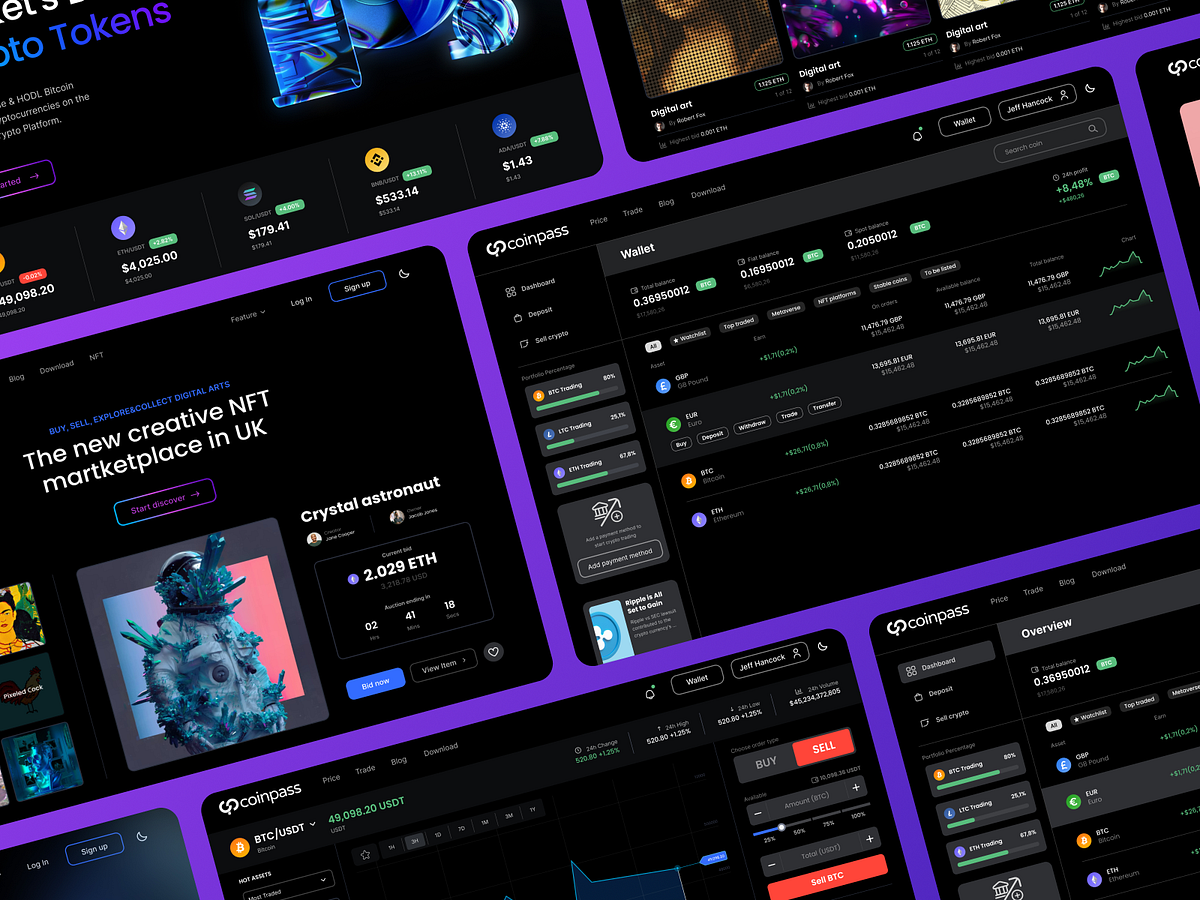 pto Tokens
e & HODL Bitcoin
ptocurrencies on the
rypto Platform.
arted →
USDT -0.02%
49,098.20
ETH/USDT +2.82%
$4,025.00
$4,025.00
SOL/USDT +4.00%
$179.41
$179.41
BNB/USDT +13.11%
$533.14
$533.14
ADA/USDT +2.88%
$1.43
$1.43
Digital art
1.125 ETH
By Robert Fox
1 of 12
Highest bid 0.001 ETH
Digital art
1.125 ETH
By Robert Fox
1 of 12
Highest bid 0.001 ETH
Digital art
1.125 ETH
By Robert Fox
1 of 12
Highest bid 0.001 ETH
Highest bid 0.001 ETH
coinpass
Price
Trade
Blog
Download
Wallet
Jeff Hancock
Wallet
Search coin
Dashboard
Deposit
Sell crypto
Portfolio Percentage
BTC Trading 80%
LTC Trading 25,1%
ETH Trading 67,8%
Add a payment method to
start crypto trading
Add payment method
Ripple is All
Set to Gain
Ripple vs SEC lawsuit
contributed to the
crypto currency's ...
Total balance
0.36950012 BTC
$17,580,26
Fiat balance
0.16950012 BTC
$6,580,26
Spot balance
0.2050012 BTC
$11,580,26
24h profit
+8,48% BTC
+$480,26
All
★ Watchlist
Top traded
Metaverse
NFT platforms
Stable coins
To be listed
Asset
Earn
On orders
Available balance
Total balance
Chart
GBP
GB Pound
+$1,71(0,2%)
11,476.79 GBP
$15,462.48
11,476.79 GBP
$15,462.48
11,476.79 GBP
$15,462.48
EUR
Euro
+$1,71(0,2%)
13,695.81 EUR
$15,462.48
13,695.81 EUR
$15,462.48
13,695.81 EUR
$15,462.48
Buy
Deposit
Withdraw
Trade
Transfer
BTC
Bitcoin
+$26,71(0,8%)
0.3285689852 BTC
$15,462.48
0.3285689852 BTC
$15,462.48
0.3285689852 BTC
$15,462.48
ETH
Ethereum
+$26,71(0,8%)
0.3285689852 BTC
$15,462.48
0.3285689852 BTC
$15,462.48
0.3285689852 BTC
$15,462.48
Blog
Download
NFT
Feature
Log In
Sign up
BUY, SELL, EXPLORE&COLLECT DIGITAL ARTS
The new creative NFT
martketplace in UK
Start discover →
Crystal astronaut
Creator
Jane Cooper
Owner
Jacob Jones
Current bid
2.029 ETH
3,218.78 USD
Auction ending in
02
Hrs
41
Mins
18
Secs
Bid now
View Item
Pixeled Cock
Log In
Sign up
coinpass
Price
Trade
Blog
Download
Wallet
Jeff Hancock
BTC/USDT
Bitcoin
49,098.20 USDT
USDT
24h Change
520.80 +1.25%
24h High
520.80 +1.25%
24h Low
520.80 +1.25%
24h Volume
$45,234,372,805
HOT ASSETS
Most Traded
1H
3H
1D
7D
1M
3M
1Y
Choose order type
BUY
SELL
Available
10,098.36 USDT
Amount (BTC)
25%
50%
75%
100%
Total (USDT)
Sell BTC
coinpass
Price
Trade
Blog
Download
Overview
Dashboard
Deposit
Sell crypto
Portfolio Percentage
BTC Trading 80%
LTC Trading 25,1%
ETH Trading 67,8%
Total balance
0.36950012 BTC
$17,580,26
All
★ Watchlist
Top traded
Metaverse
Asset
Earn
GBP
GB Pound
+$1,71(0,2%)
EUR
Euro
BTC
Bitcoin
ETH
Ethereum